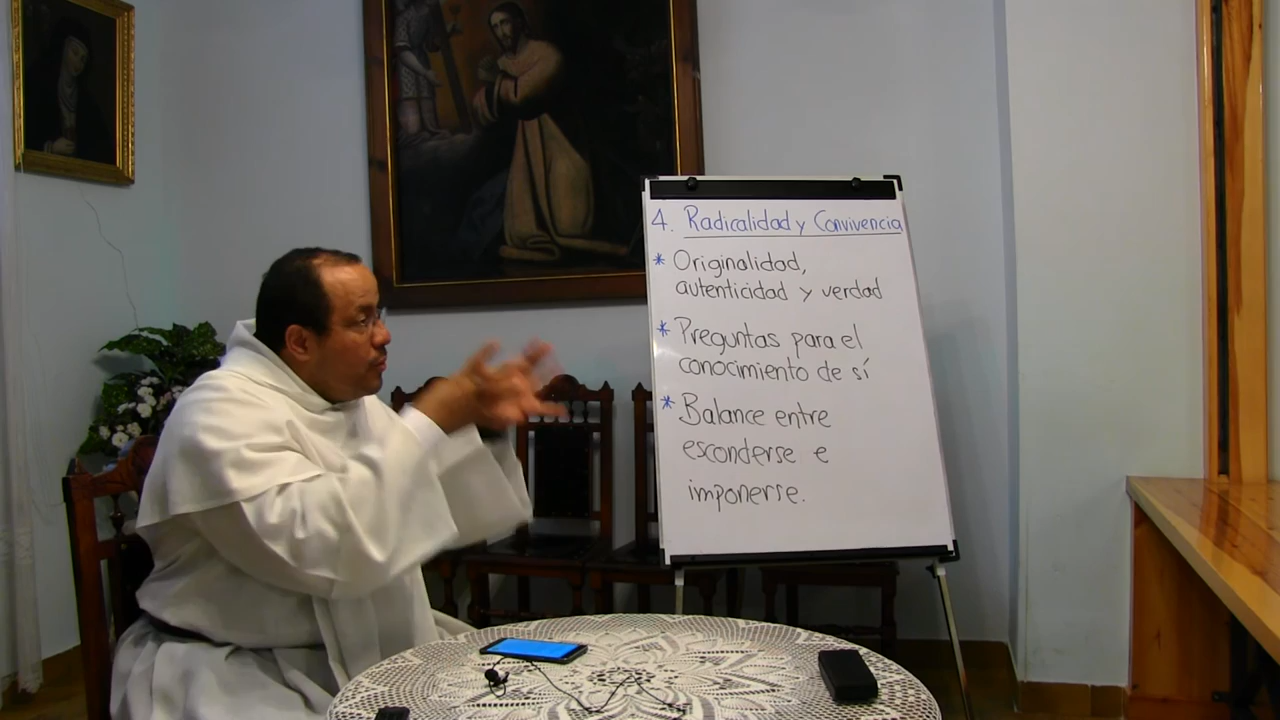 4. Radicalidad y Convivencia
* Originalidad,
autenticidad y verdad
* Preguntas para el
conocimiento de sí
* Balance entre
esconderse e
imponerse.